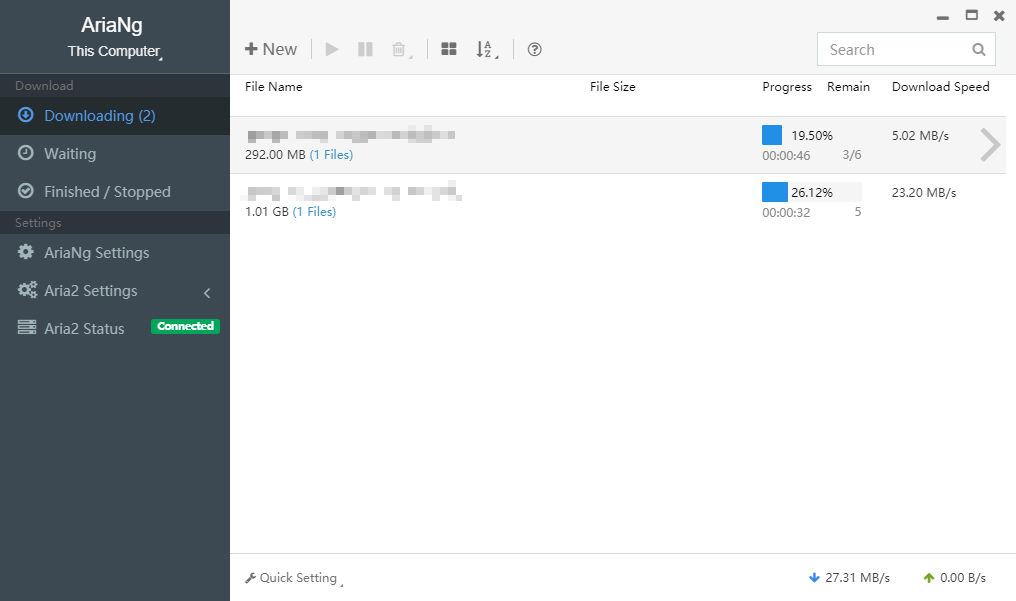 AriaNg
This Computer
Download
Downloading (2)
Waiting
Finished / Stopped
Settings
AriaNg Settings
Aria2 Settings
Aria2 Status Connected
New
Search
File Name File Size Progress Remain Download Speed
19.50% 5.02 MB/s
292.00 MB (1 Files) 00:00:46 3/6
26.12% 23.20 MB/s
1.01 GB (1 Files) 00:00:32 5
Quick Setting 27.31 MB/s 0.00 B/s